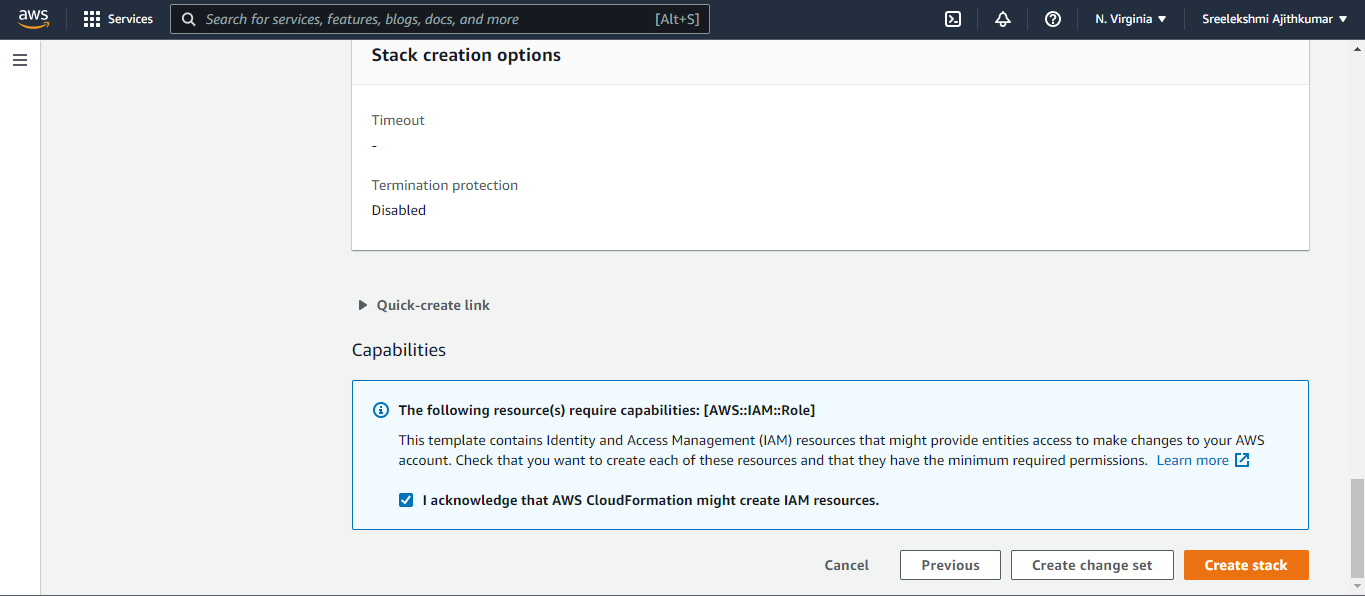 aws
Services
Search for services, features, blogs, docs, and more
[Alt+S]
N. Virginia
Sreelekshmi Ajithkumar
Stack creation options
Timeout
-
Termination protection
Disabled
Quick-create link
Capabilities
The following resource(s) require capabilities: [AWS::IAM::Role]
This template contains Identity and Access Management (IAM) resources that might provide entities access to make changes to your AWS
account. Check that you want to create each of these resources and that they have the minimum required permissions. Learn more
I acknowledge that AWS CloudFormation might create IAM resources.
Cancel
Previous
Create change set
Create stack